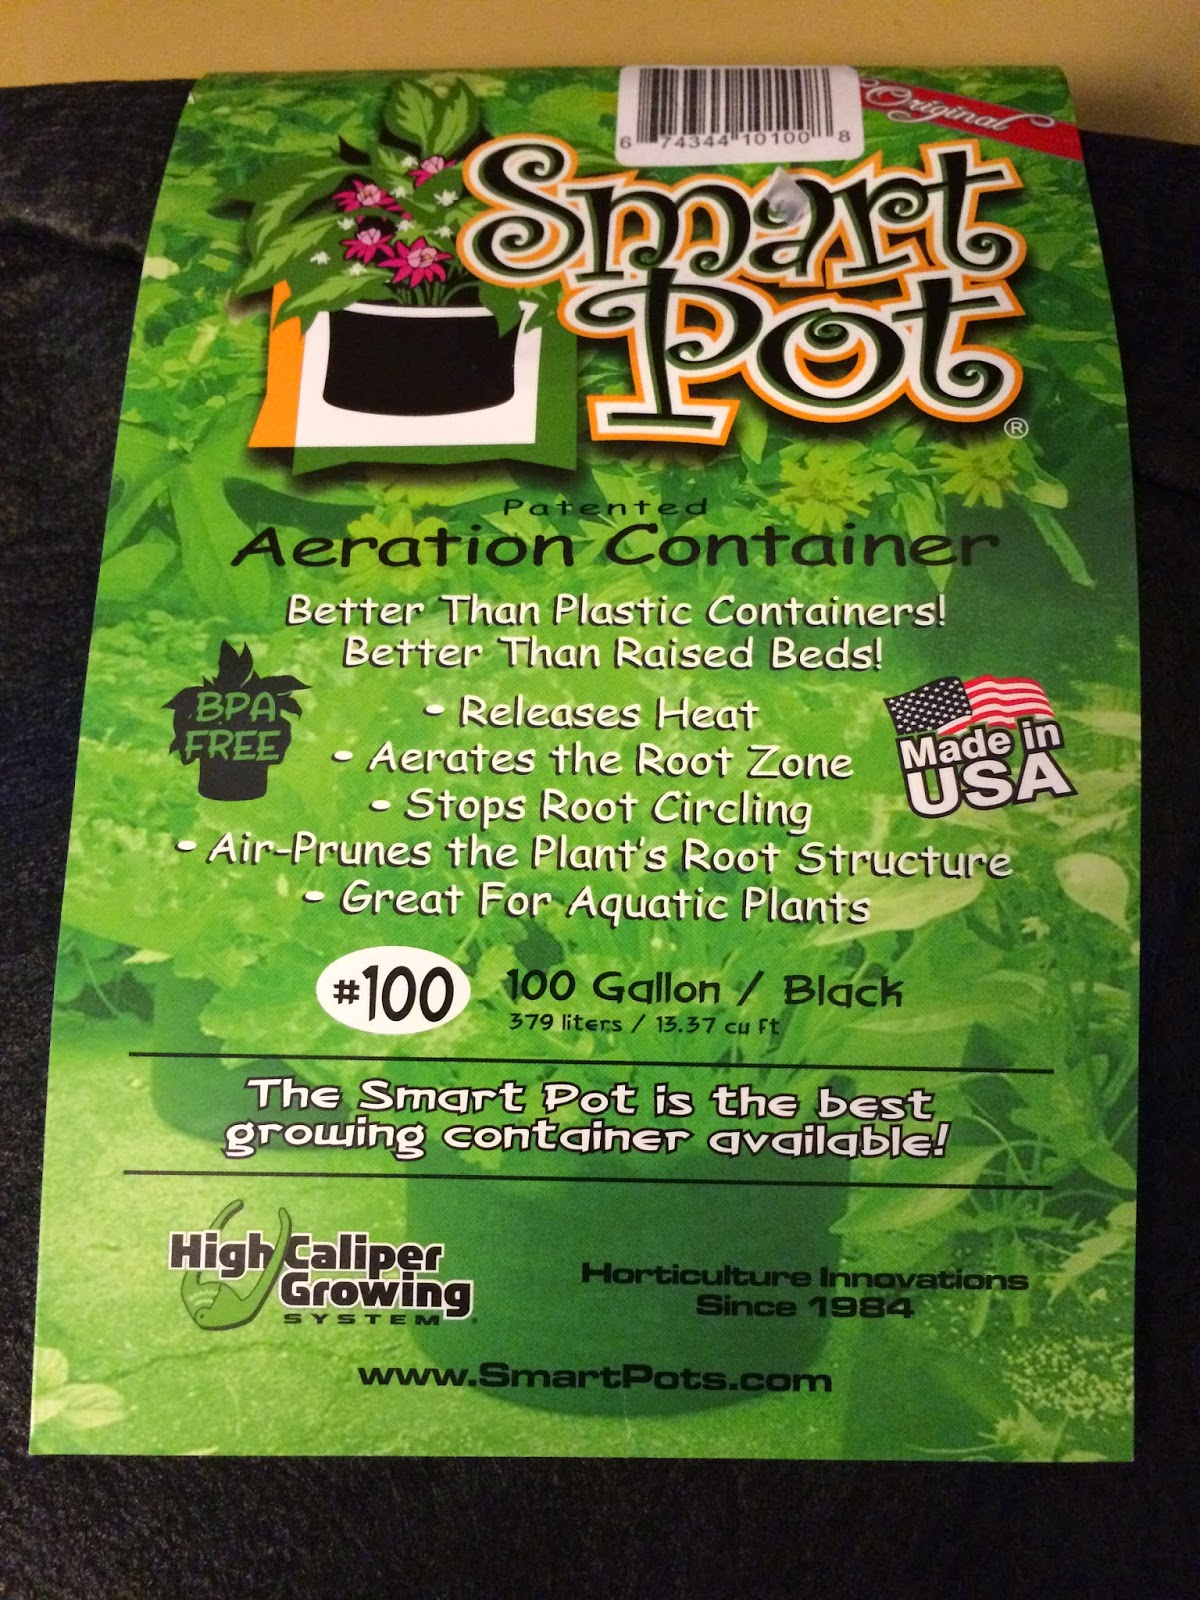 Original
6 74344 10100 8
Smart
Pot®
Patented
Aeration Container
Better Than Plastic Containers!
Better Than Raised Beds!
BPA
FREE
• Releases Heat
• Aerates the Root Zone
• Stops Root Circling
• Air-Prunes the Plant's Root Structure
• Great For Aquatic Plants
Made in
USA
#100
100 Gallon / Black
379 liters / 13.37 cu ft
The Smart Pot is the best
growing container available!
High Caliper
Growing
SYSTEM
Horticulture Innovations
Since 1984
www.SmartPots.com